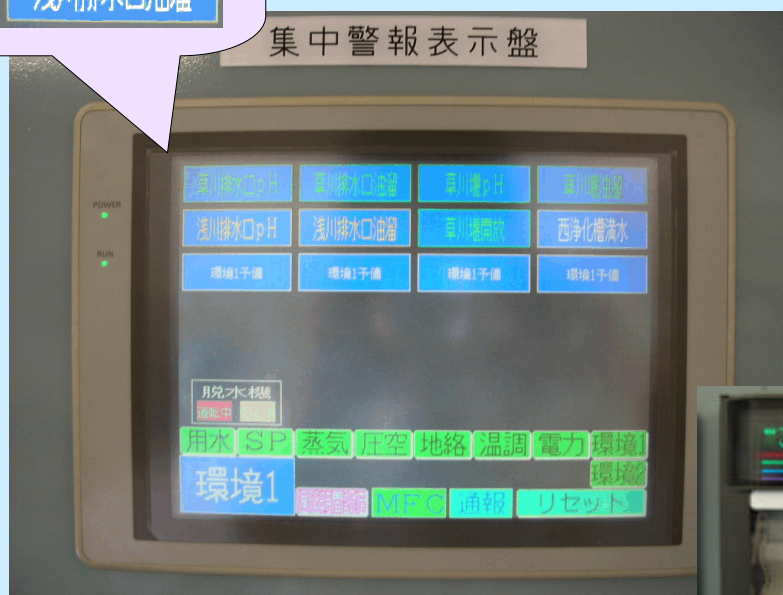 浅川排水口油溜
集中警報表示盤
POWER
RUN
草川排水口pH 草川排水口油溜 草川堰pH 草川堰油溜
浅川排水口pH 浅川排水口油溜 草川堰開放 西浄化槽満水
環境1予備 環境1予備 環境1予備 環境1予備
脱水機
運転中
用水 SP 蒸気 圧空 地絡 温調 電力 環境1
環境2
環境1 MFC 通報 リセット